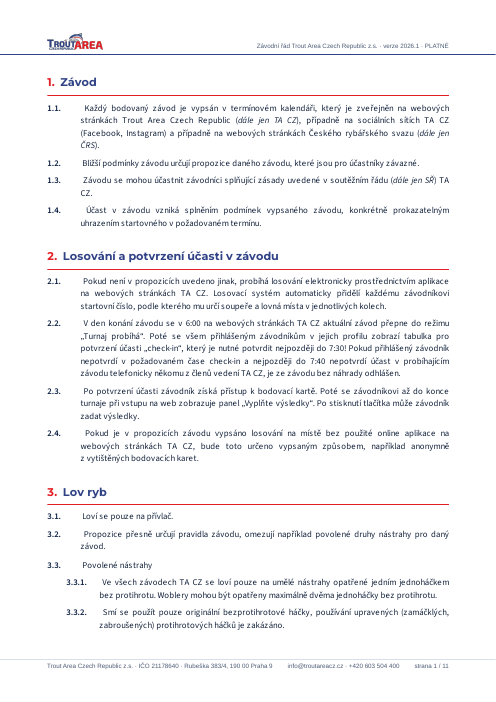 TROUTAREA
Závodní řád Trout Area Czech Republic z.s. · verze 2026.1 · PLATNÉ
1. Závod
1.1. Každý bodovaný závod je vypsán v termínovém kalendáři, který je zveřejněn na webových
stránkách Trout Area Czech Republic (dále jen TA CZ), případně na sociálních sítích TA CZ
(Facebook, Instagram) a případně na webových stránkách Českého rybářského svazu (dále jen
ČRS).
1.2. Bližší podmínky závodu určují propozice daného závodu, které jsou pro účastníky závazné.
1.3. Závodu se mohou účastnit závodníci splňující zásady uvedené v soutěžním řádu (dále jen SŘ) TA
CZ.
1.4. Účast v závodu vzniká splněním podmínek vypsaného závodu, konkrétně prokazatelným
uhrazením startovného v požadovaném termínu.
2. Losování a potvrzení účasti v závodu
2.1. Pokud není v propozicích uvedeno jinak, probíhá losování elektronicky prostřednictvím aplikace
na webových stránkách TA CZ. Losovací systém automaticky přidělí každému závodníkovi
startovní číslo, podle kterého mu určí soupeře a lovná místa v jednotlivých kolech.
2.2. V den konání závodu se v 6:00 na webových stránkách TA CZ aktuální závod přepne do režimu
„Turnaj probíhá“. Poté se všem přihlášeným závodníkům v jejich profilu zobrazí tabulka pro
potvrzení účasti „check-in“, který je nutné potvrdit nejpozději do 7:30! Pokud přihlášený závodník
nepotvrdí v požadovaném čase check-in a nejpozději do 7:40 nepotvrdí účast v probíhajícím
závodu telefonicky někomu z členů vedení TA CZ, je ze závodu bez náhrady odhlášen.
2.3. Po potvrzení účasti závodník získá přístup k bodovací kartě. Poté se závodníkovi až do konce
turnaje při vstupu na web zobrazuje panel „Vyplňte výsledky“. Po stisknutí tlačítka může závodník
zadat výsledky.
2.4. Pokud je v propozicích závodu vypsáno losování na místě bez použité online aplikace na
webových stránkách TA CZ, bude toto určeno vypsaným způsobem, například anonymně
z vytištěných bodovacích karet.
3. Lov ryb
3.1. Loví se pouze na přívlač.
3.2. Propozice přesně určují pravidla závodu, omezují například povolené druhy nástrahy pro daný
závod.
3.3. Povolené nástrahy
3.3.1. Ve všech závodech TA CZ se loví pouze na umělé nástrahy opatřené jedním jednoháčkem
bez protihrotu. Woblery mohou být opatřeny maximálně dvěma jednoháčky bez protihrotu.
3.3.2. Smí se použít pouze originální bezprotihrotové háčky, používání upravených (zamáčklých,
zabroušených) protihrotových háčků je zakázáno.
Trout Area Czech Republic z.s. · IČO 21178640 · Rubeška 383/4, 190 00 Praha 9 info@troutareacz.cz · +420 603 504 400 strana 1 / 11